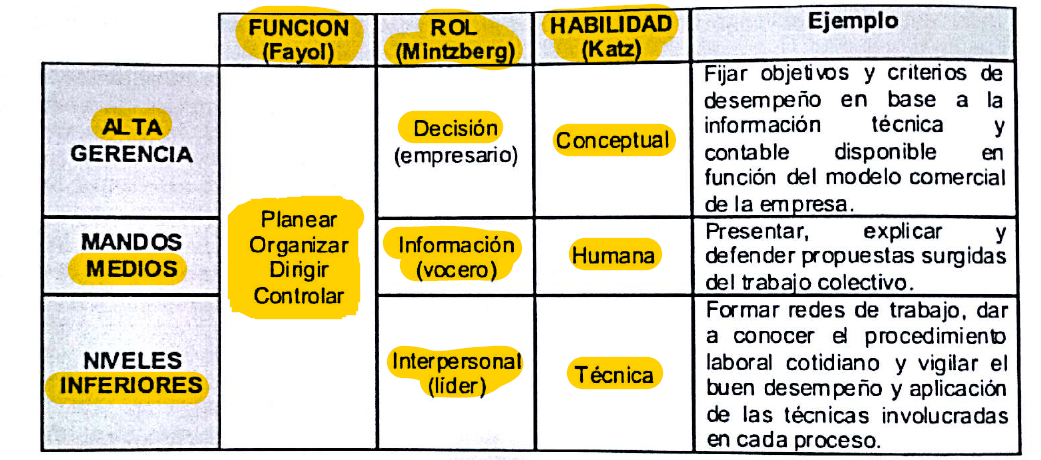 FUNCION
(Fayol)
ROL
(Mintzberg)
HABILIDAD
(Katz)
Ejemplo
ALTA
GERENCIA
Decisión
(empresario)
Conceptual
Fijar objetivos y criterios de
desempeño en base a la
información técnica y
contable disponible en
función del modelo comercial
de la empresa.
Planear
Organizar
Dirigir
Controlar
MANDOS
MEDIOS
Información
(vocero)
Humana
Presentar, explicar y
defender propuestas surgidas
del trabajo colectivo.
NIVELES
INFERIORES
Interpersonal
(líder)
Técnica
Formar redes de trabajo, dar
a conocer el procedimiento
laboral cotidiano y vigilar el
buen desempeño y aplicación
de las técnicas involucradas
en cada proceso.